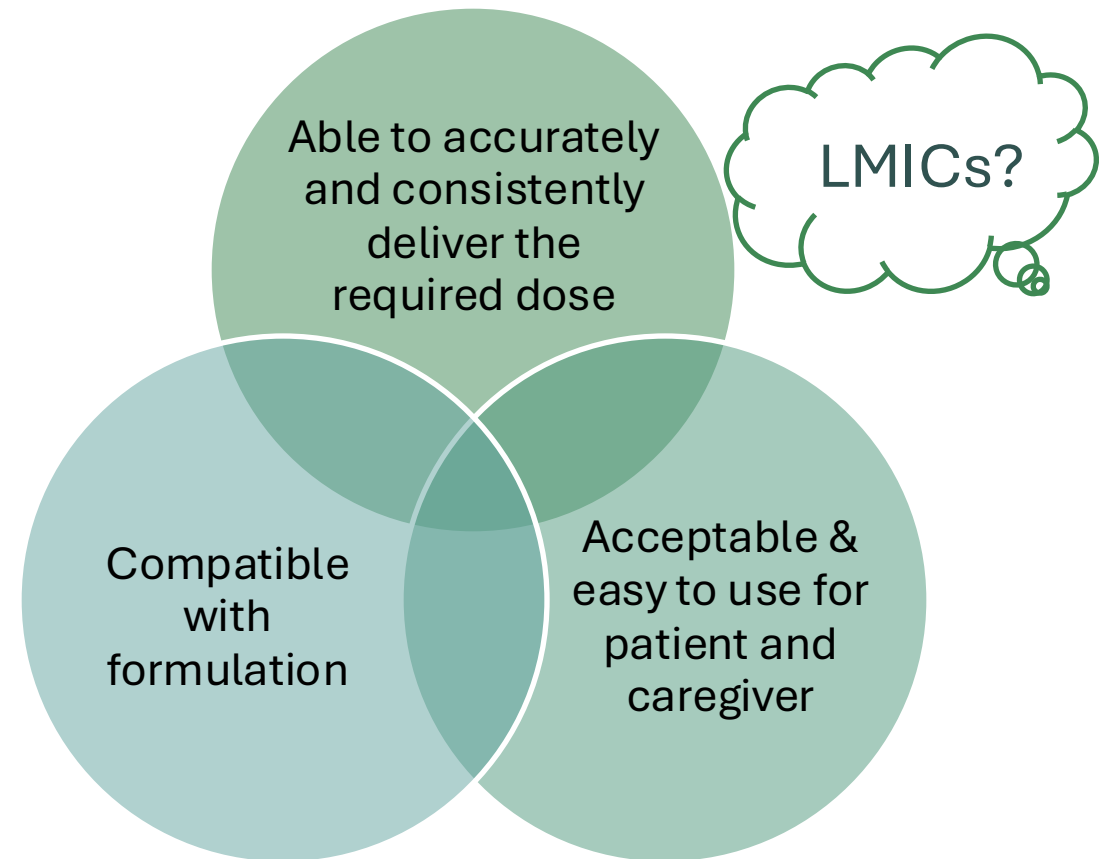 Able to accurately
and consistently
deliver the
required dose
LMICs?
Compatible
with
formulation
Acceptable &
easy to use for
patient and
caregiver